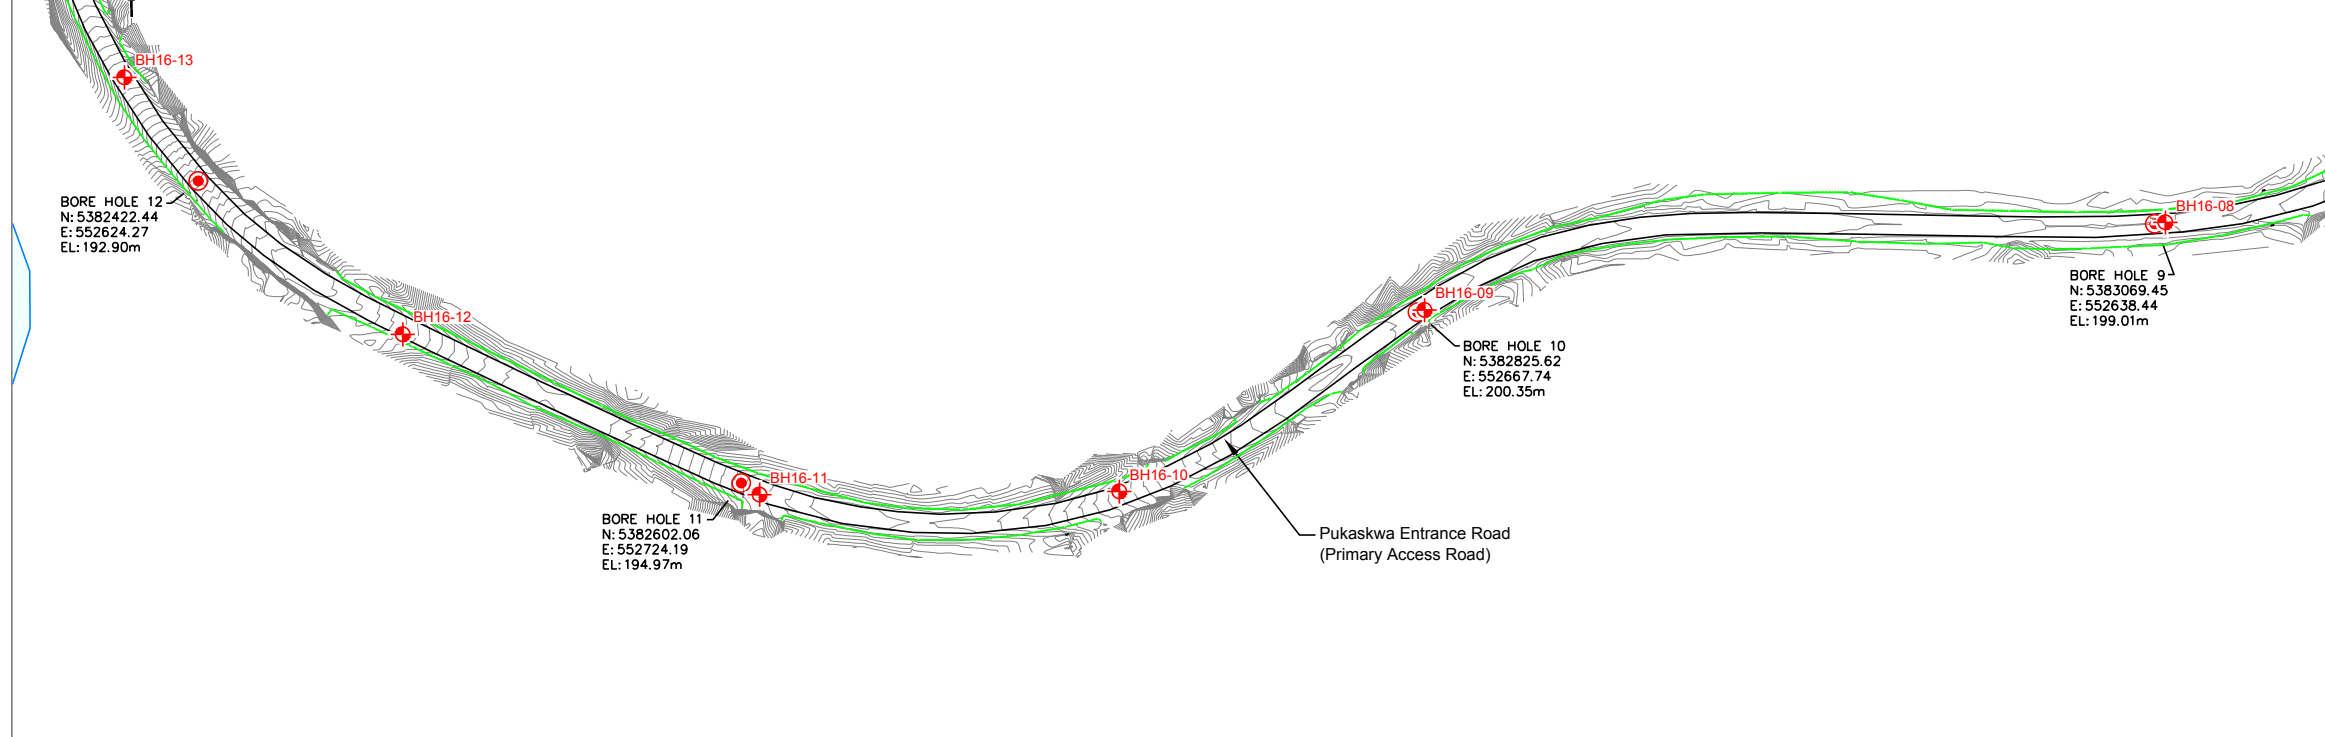 BH16-13
BORE HOLE 12
N: 5382422.44
E: 552624.27
EL: 192.90m
BH16-12
BH16-11
BORE HOLE 11
N: 5382602.06
E: 552724.19
EL: 194.97m
BH16-10
Pukaskwa Entrance Road
(Primary Access Road)
BH16-09
BORE HOLE 10
N: 5382825.62
E: 552667.74
EL: 200.35m
BH16-08
BORE HOLE 9
N: 5383069.45
E: 552638.44
EL: 199.01m